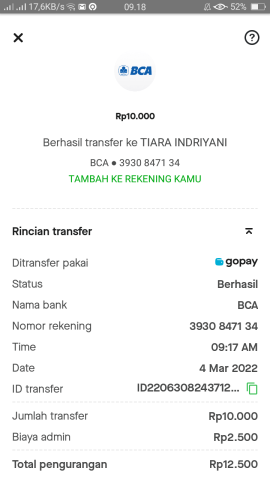 17,6KB/s 09.18 52%
BCA
Rp10.000
Berhasil transfer ke TIARA INDRIYANI
BCA ● 3930 8471 34
TAMBAH KE REKENING KAMU
Rincian transfer
Ditransfer pakai gopay
Status Berhasil
Nama bank BCA
Nomor rekening 3930 8471 34
Time 09:17 AM
Date 4 Mar 2022
ID transfer ID2206308243712...
Jumlah transfer Rp10.000
Biaya admin Rp2.500
Total pengurangan Rp12.500